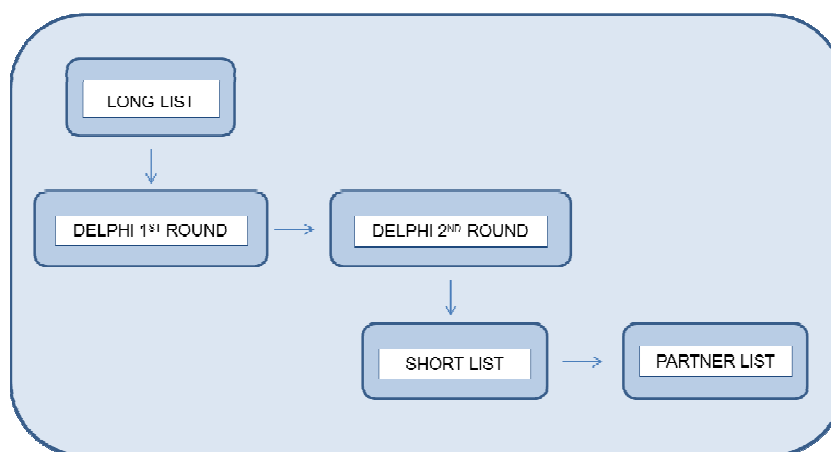 LONG LIST
DELPHI 1ST ROUND
DELPHI 2ND ROUND
SHORT LIST
PARTNER LIST